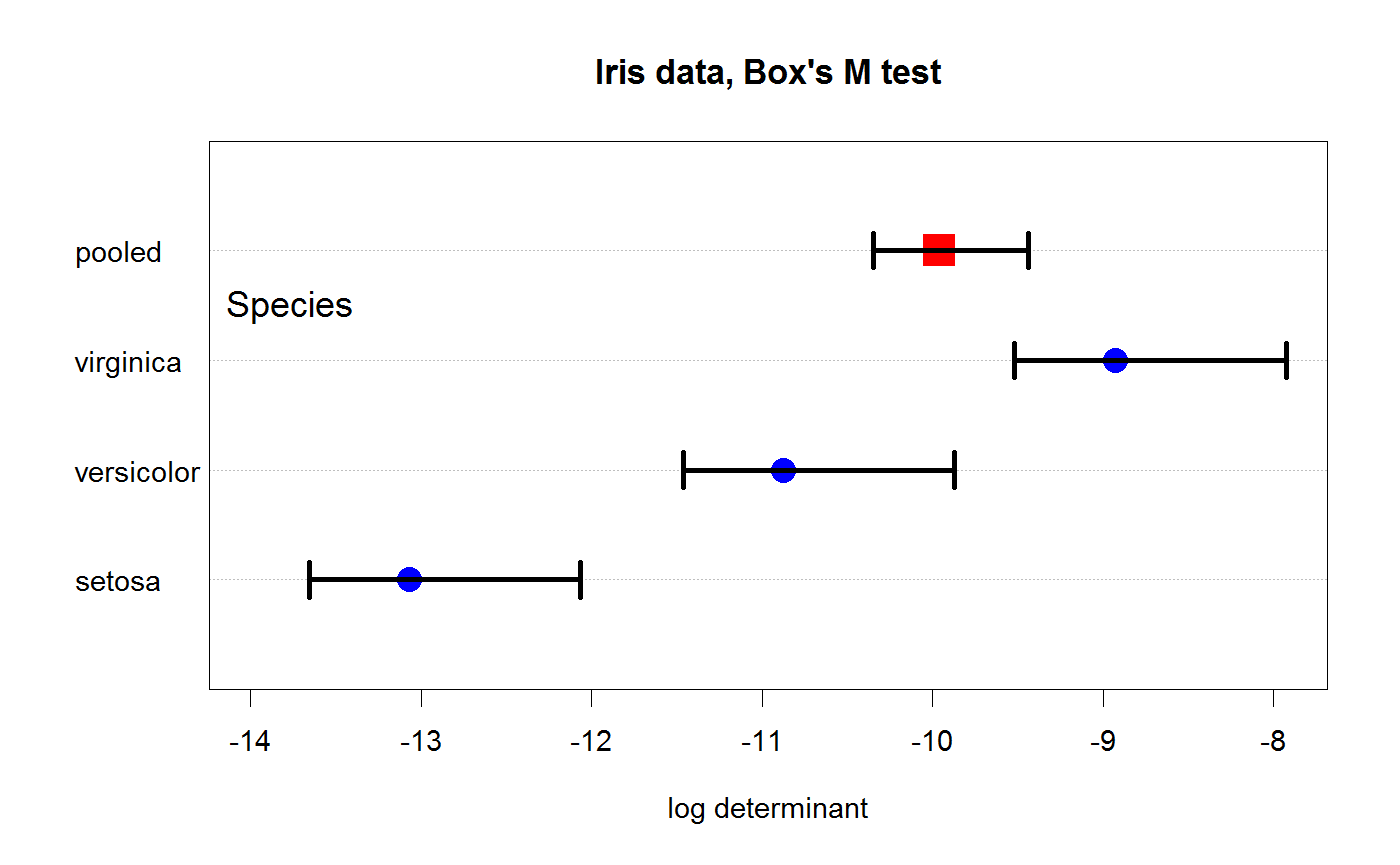 Iris data, Box's M test
pooled
Species
virginica
versicolor
setosa
-14 -13 -12 -11 -10 -9 -8
log determinant